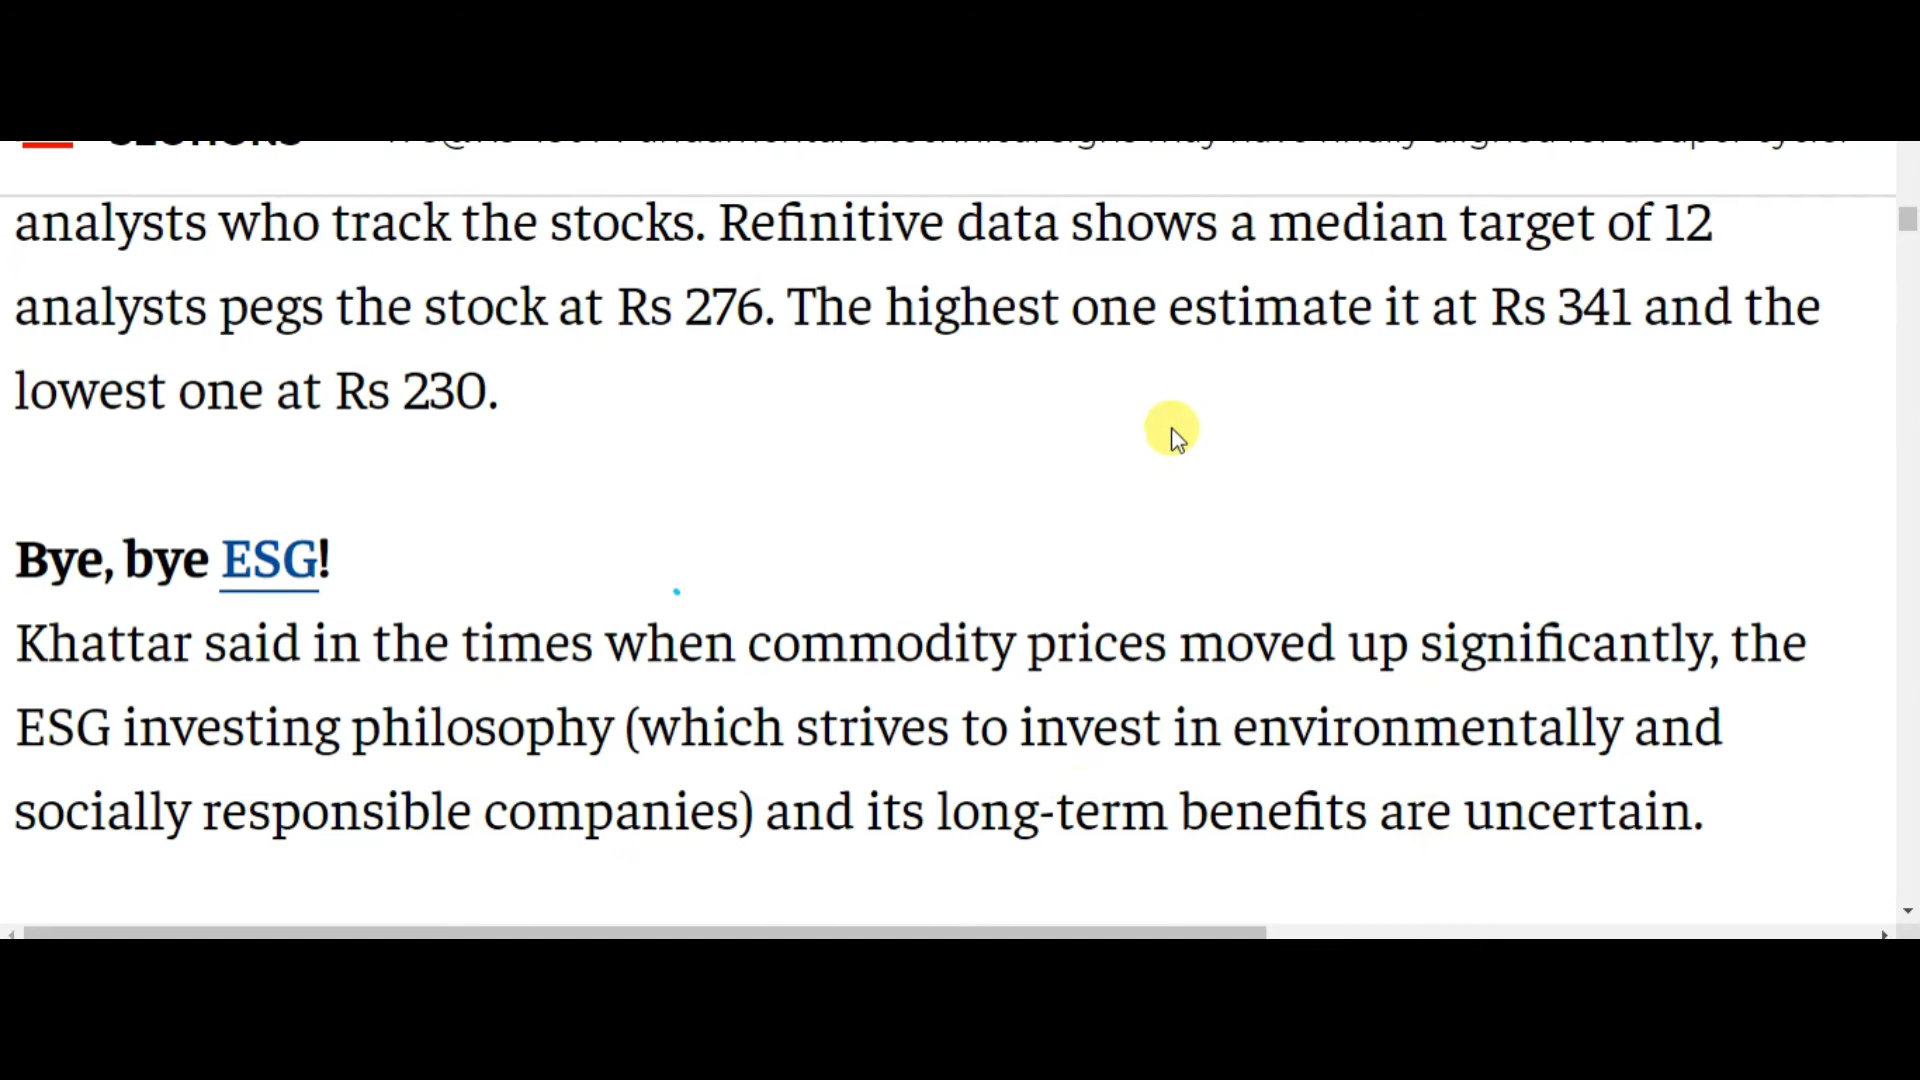 SECTIONS
analysts who track the stocks. Refinitive data shows a median target of 12
analysts pegs the stock at Rs 276. The highest one estimate it at Rs 341 and the
lowest one at Rs 230.
Bye, bye ESG!
Khattar said in the times when commodity prices moved up significantly, the
ESG investing philosophy (which strives to invest in environmentally and
socially responsible companies) and its long-term benefits are uncertain.